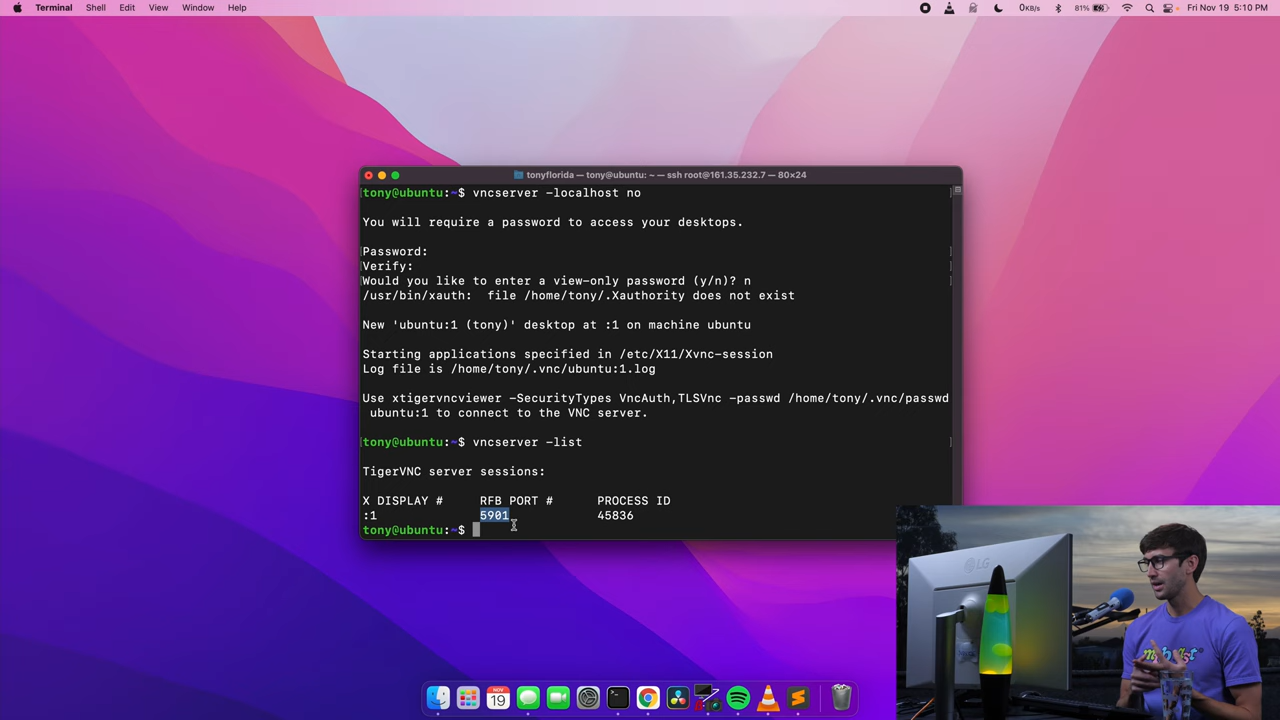 Terminal Shell Edit View Window Help
0KB/s 81% Fri Nov 19 5:10 PM
tonyflorida — tony@ubuntu: ~ — ssh root@161.35.232.7 — 80×24
tony@ubuntu:~$ vncserver -localhost no
You will require a password to access your desktops.
Password:
Verify:
Would you like to enter a view-only password (y/n)? n
/usr/bin/xauth:  file /home/tony/.Xauthority does not exist
New 'ubuntu:1 (tony)' desktop at :1 on machine ubuntu
Starting applications specified in /etc/X11/Xvnc-session
Log file is /home/tony/.vnc/ubuntu:1.log
Use xtigervncviewer -SecurityTypes VncAuth,TLSVnc -passwd /home/tony/.vnc/passwd
ubuntu:1 to connect to the VNC server.
tony@ubuntu:~$ vncserver -list
TigerVNC server sessions:
X DISPLAY # RFB PORT # PROCESS ID
:1 5901 45836
tony@ubuntu:~$
LG
NOV
19